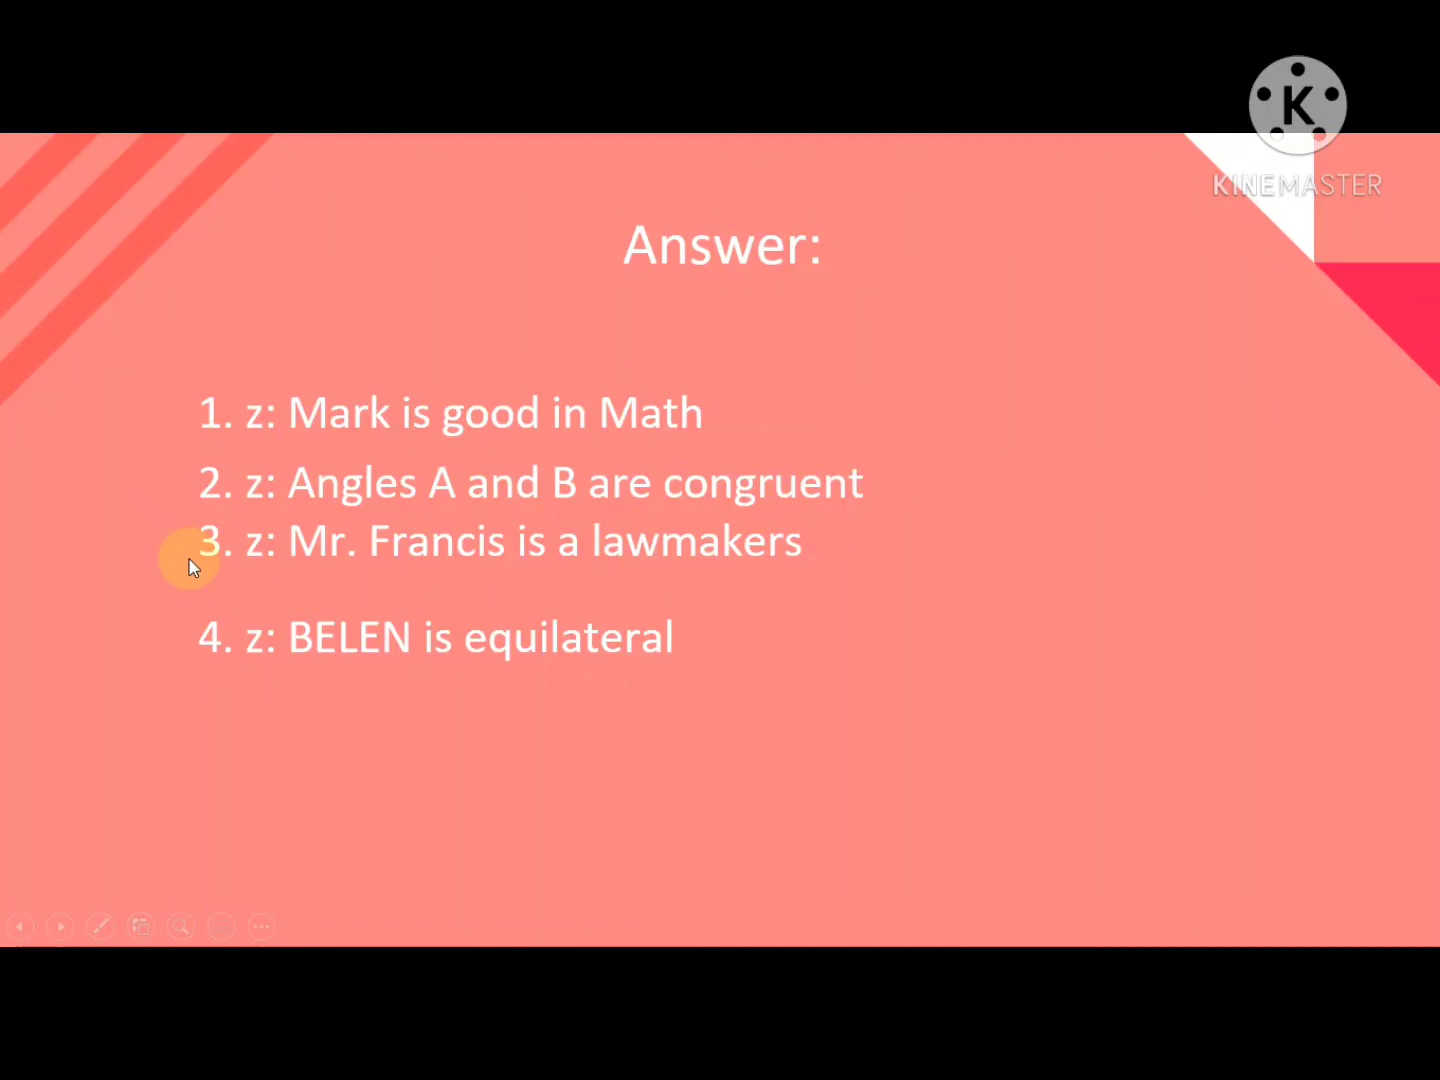 K
KINEMASTER
Answer:
1. z: Mark is good in Math
2. z: Angles A and B are congruent
3. z: Mr. Francis is a lawmakers
4. z: BELEN is equilateral